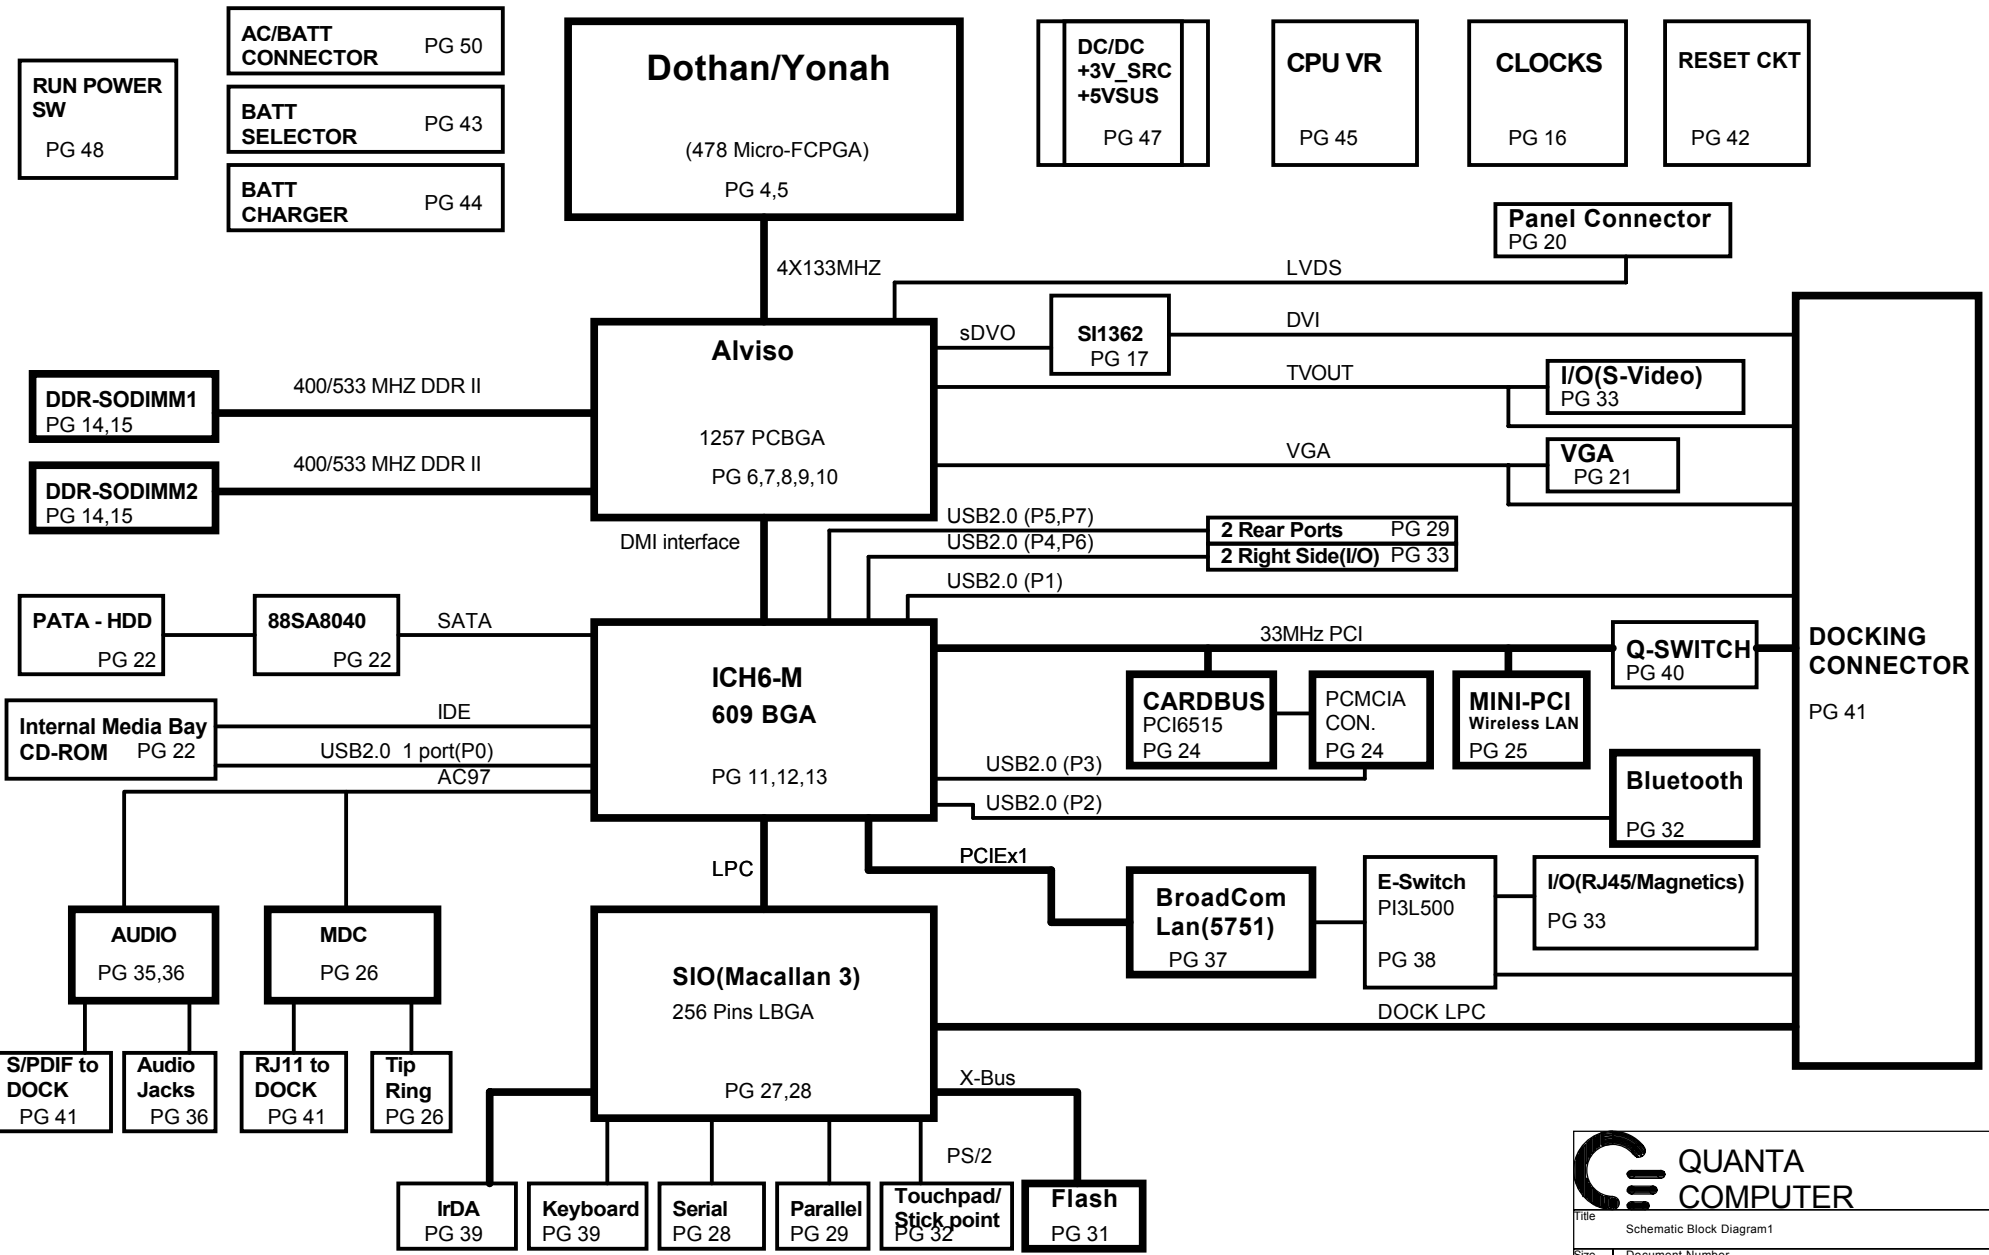 RUN POWER
SW
PG 48
AC/BATT
CONNECTOR PG 50
BATT
SELECTOR PG 43
BATT
CHARGER PG 44
Dothan/Yonah
(478 Micro-FCPGA)
PG 4,5
DC/DC
+3V_SRC
+5VSUS
PG 47
CPU VR
PG 45
CLOCKS
PG 16
RESET CKT
PG 42
Panel Connector
PG 20
4X133MHZ
LVDS
Alviso
1257 PCBGA
PG 6,7,8,9,10
sDVO
SI1362
PG 17
DVI
TVOUT
I/O(S-Video)
PG 33
VGA
VGA
PG 21
DDR-SODIMM1
PG 14,15
400/533 MHZ DDR II
DDR-SODIMM2
PG 14,15
400/533 MHZ DDR II
DMI interface
USB2.0 (P5,P7)
2 Rear Ports PG 29
USB2.0 (P4,P6)
2 Right Side(I/O) PG 33
USB2.0 (P1)
DOCKING
CONNECTOR
PG 41
PATA - HDD
PG 22
88SA8040
PG 22
SATA
ICH6-M
609 BGA
PG 11,12,13
33MHz PCI
Q-SWITCH
PG 40
CARDBUS
PCI6515
PG 24
PCMCIA
CON.
PG 24
MINI-PCI
Wireless LAN
PG 25
Internal Media Bay
CD-ROM PG 22
IDE
USB2.0 1 port(P0)
AC97
USB2.0 (P3)
USB2.0 (P2)
Bluetooth
PG 32
LPC
PCIEx1
BroadCom
Lan(5751)
PG 37
E-Switch
PI3L500
PG 38
I/O(RJ45/Magnetics)
PG 33
AUDIO
PG 35,36
MDC
PG 26
SIO(Macallan 3)
256 Pins LBGA
PG 27,28
DOCK LPC
S/PDIF to
DOCK
PG 41
Audio
Jacks
PG 36
RJ11 to
DOCK
PG 41
Tip
Ring
PG 26
X-Bus
PS/2
IrDA
PG 39
Keyboard
PG 39
Serial
PG 28
Parallel
PG 29
Touchpad/
Stick point
PG 32
Flash
PG 31
QUANTA
COMPUTER
Title
Schematic Block Diagram1
Size Document Number